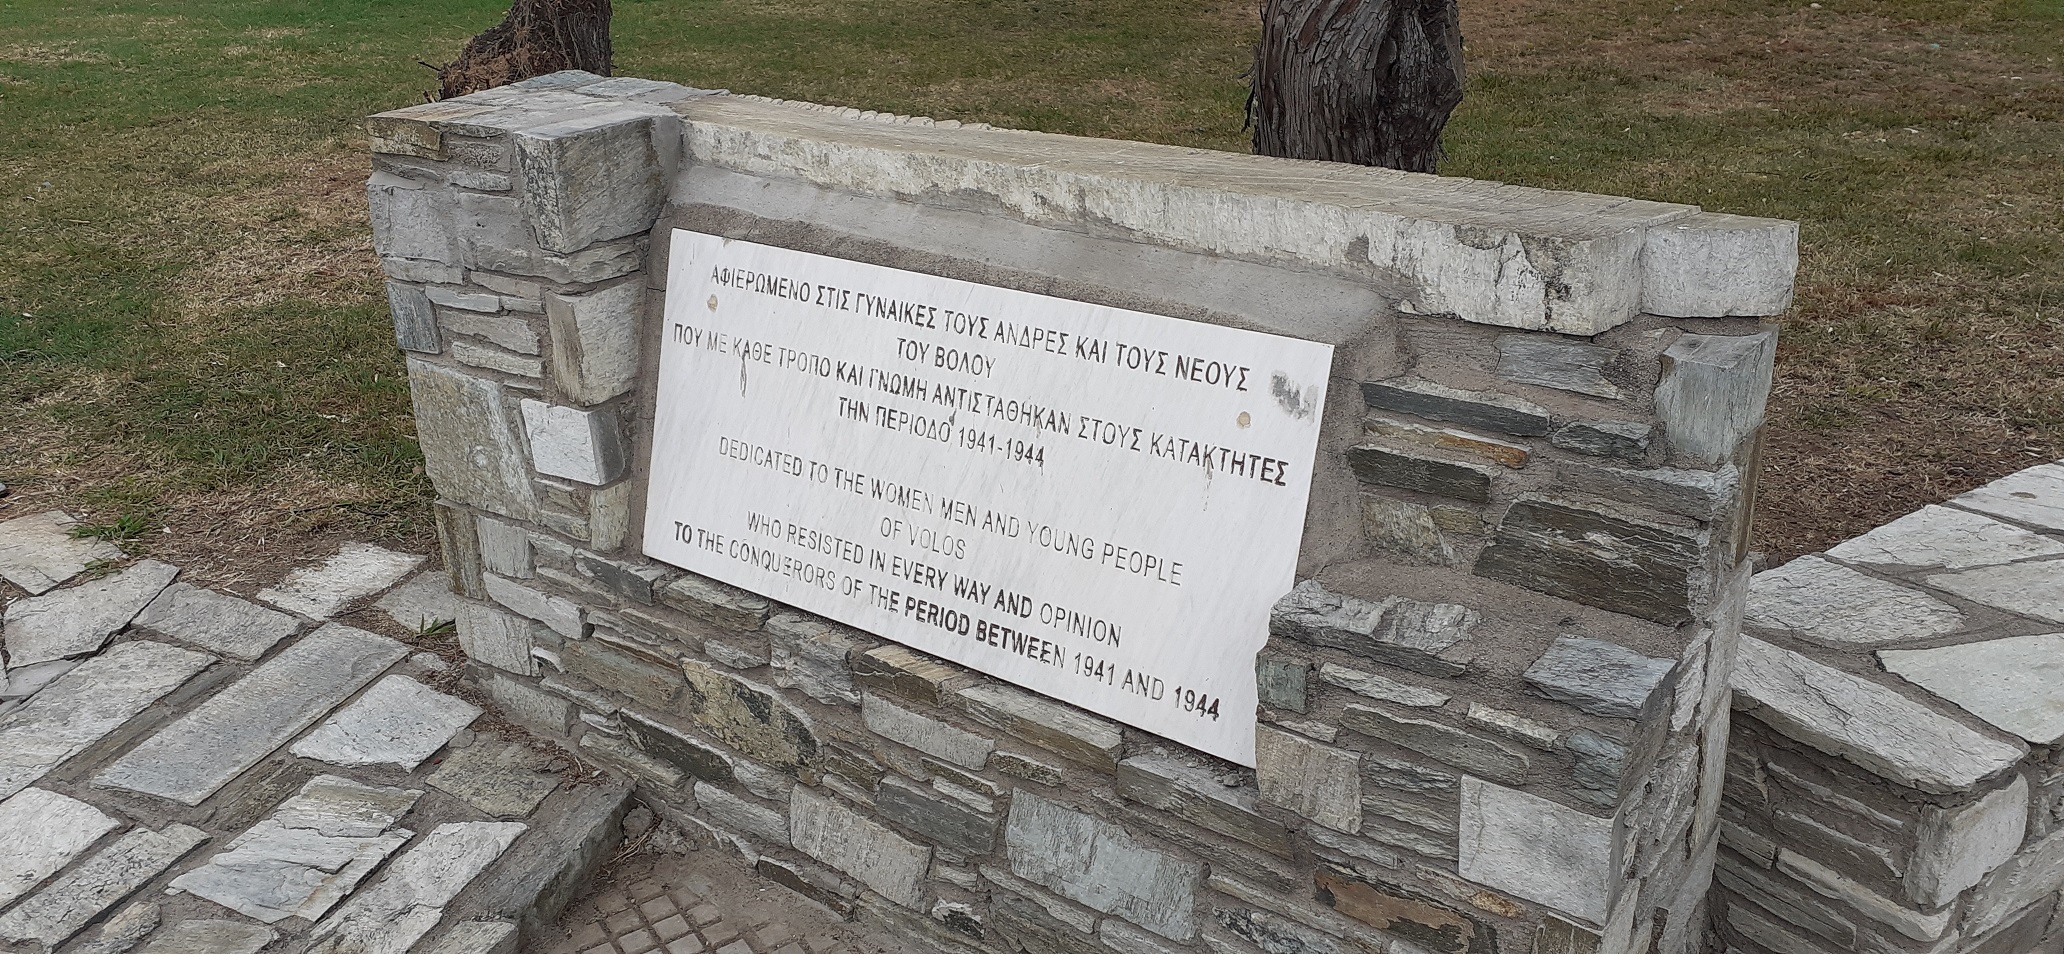 ΑΦΙΕΡΩΜΕΝΟ ΣΤΙΣ ΓΥΝΑΙΚΕΣ ΤΟΥΣ ΑΝΔΡΕΣ ΚΑΙ ΤΟΥΣ ΝΕΟΥΣ
ΤΟΥ ΒΟΛΟΥ
ΠΟΥ ΜΕ ΚΑΘΕ ΤΡΟΠΟ ΚΑΙ ΓΝΩΜΗ ΑΝΤΙΣΤΑΘΗΚΑΝ ΣΤΟΥΣ ΚΑΤΑΚΤΗΤΕΣ
ΤΗΝ ΠΕΡΙΟΔΟ 1941-1944
DEDICATED TO THE WOMEN MEN AND YOUNG PEOPLE
OF VOLOS
WHO RESISTED IN EVERY WAY AND OPINION
TO THE CONQUERORS OF THE PERIOD BETWEEN 1941 AND 1944